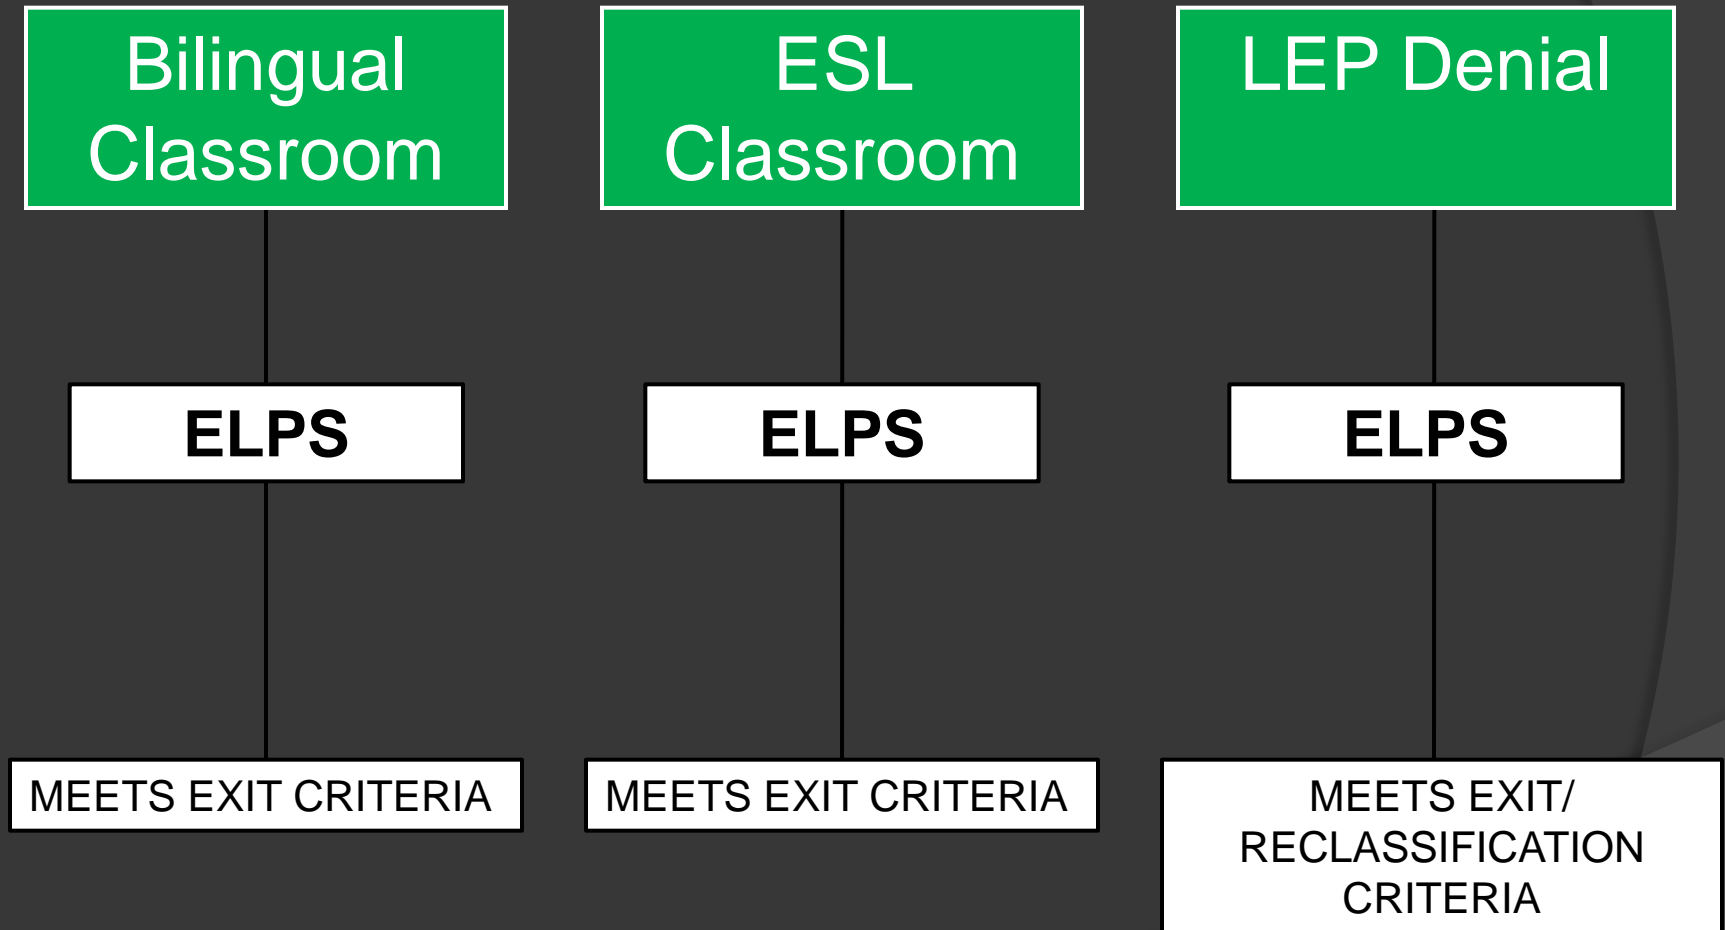 Bilingual
Classroom
ESL
Classroom
LEP Denial
ELPS
ELPS
ELPS
MEETS EXIT CRITERIA
MEETS EXIT CRITERIA
MEETS EXIT/
RECLASSIFICATION
CRITERIA